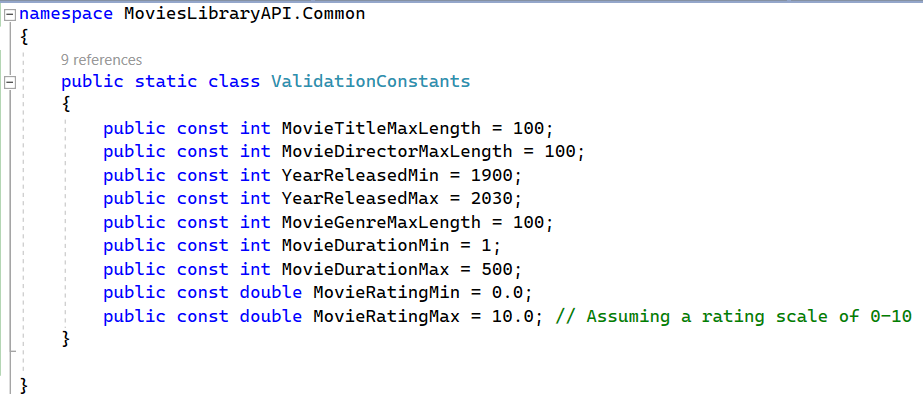 namespace MoviesLibraryAPI.Common
{
9 references
public static class ValidationConstants
{
public const int MovieTitleMaxLength = 100;
public const int MovieDirectorMaxLength = 100;
public const int YearReleasedMin = 1900;
public const int YearReleasedMax = 2030;
public const int MovieGenreMaxLength = 100;
public const int MovieDurationMin = 1;
public const int MovieDurationMax = 500;
public const double MovieRatingMin = 0.0;
public const double MovieRatingMax = 10.0; // Assuming a rating scale of 0-10
}
}